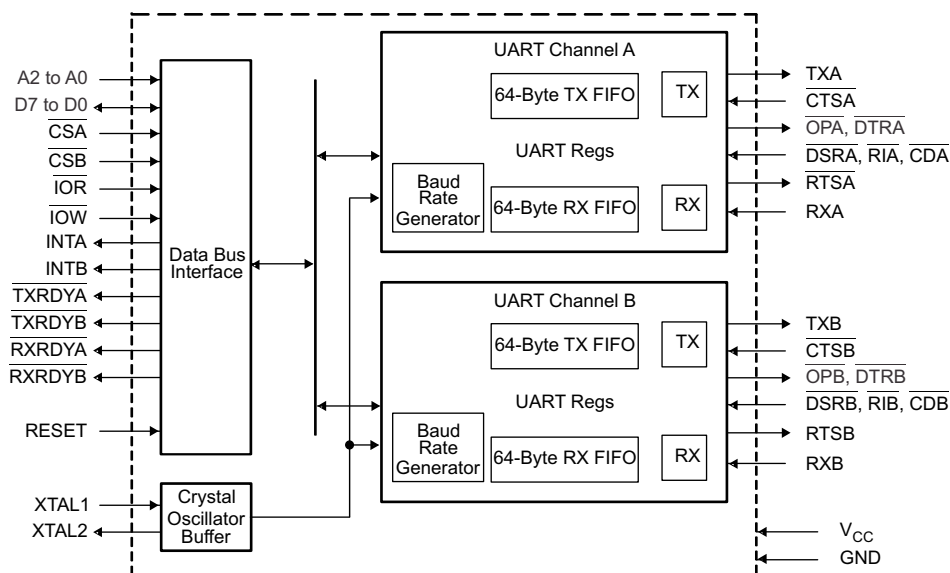 A2 to A0
D7 to D0
CSA
CSB
IOR
IOW
INTA
INTB
TXRDYA
TXRDYB
RXRDYA
RXRDYB
RESET
XTAL1
XTAL2
Data Bus
Interface
Crystal
Oscillator
Buffer
UART Channel A
64-Byte TX FIFO
TX
UART Regs
Baud
Rate
Generator
64-Byte RX FIFO
RX
TXA
CTSA
OPA, DTRA
DSRA, RIA, CDA
RTSA
RXA
UART Channel B
64-Byte TX FIFO
TX
UART Regs
Baud
Rate
Generator
64-Byte RX FIFO
RX
TXB
CTSB
OPB, DTRB
DSRB, RIB, CDB
RTSB
RXB
VCC
GND